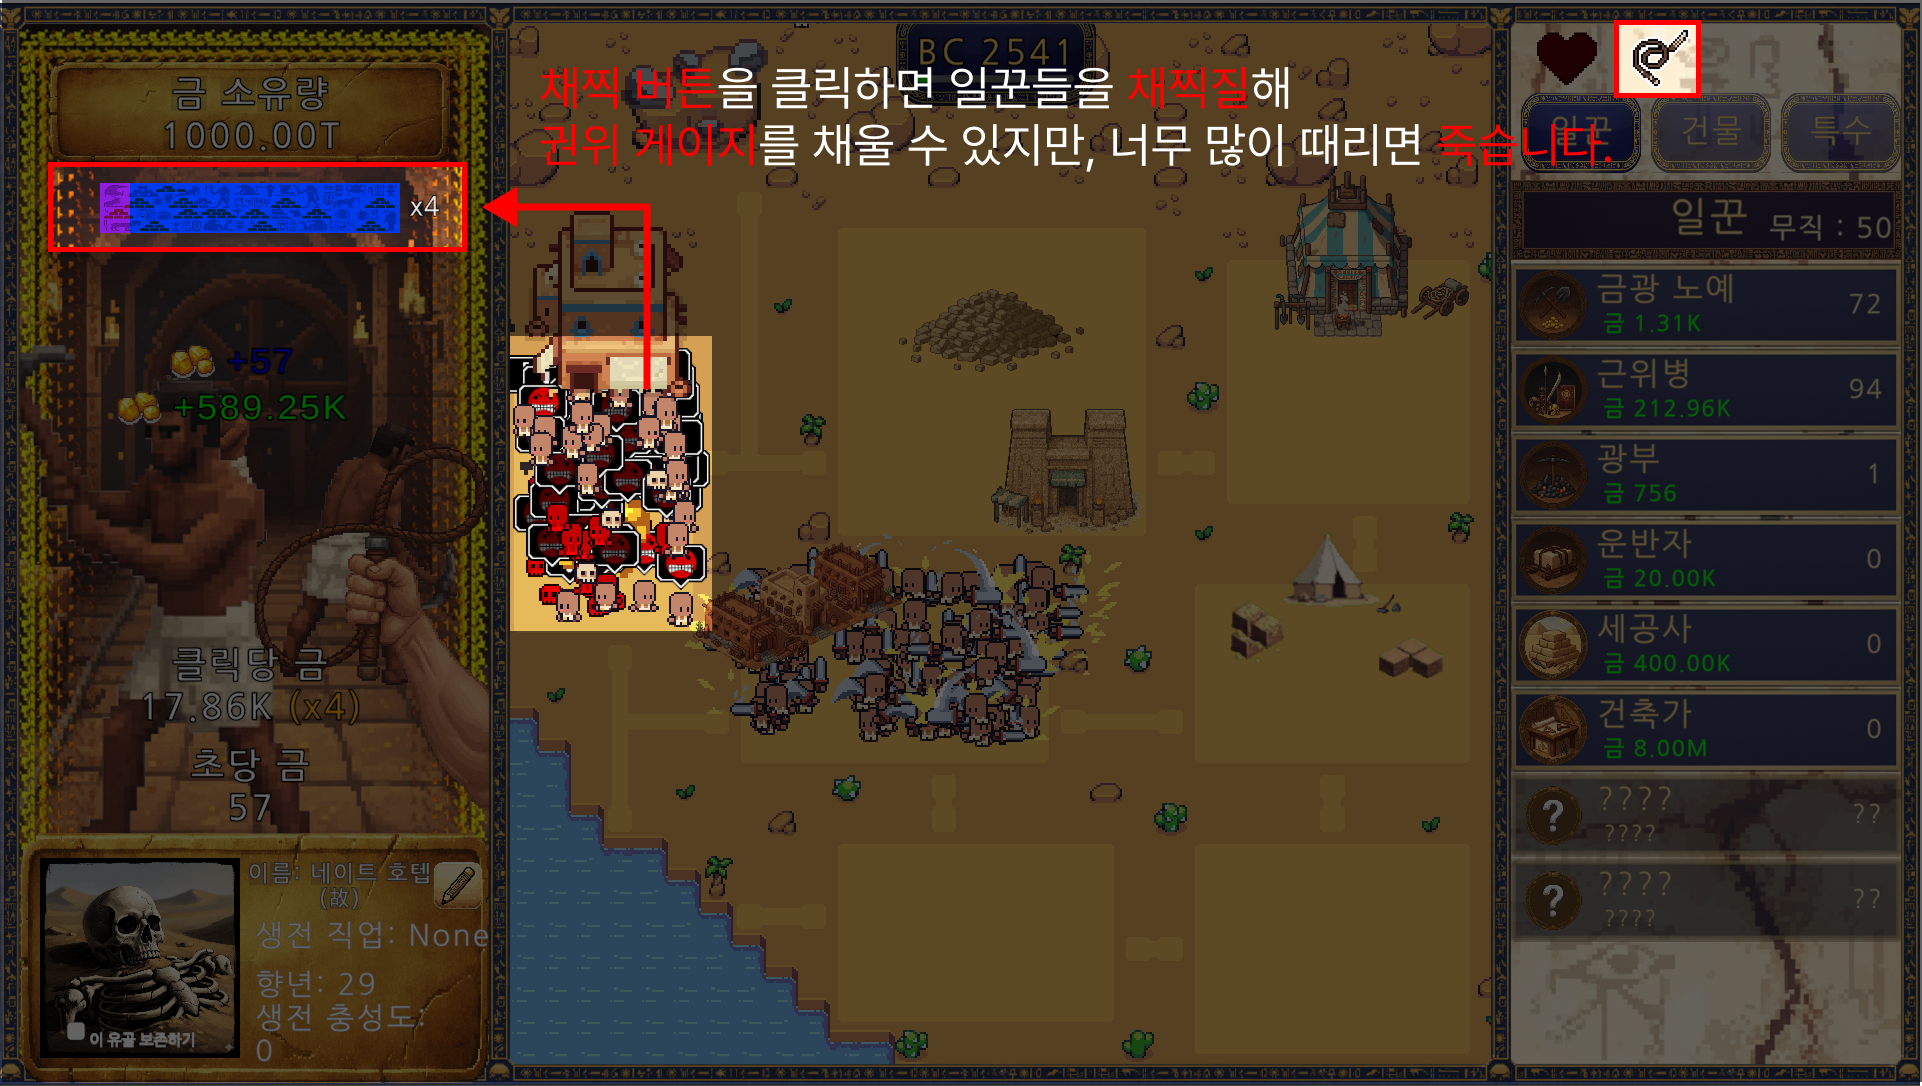 금 소유량
1000.00T
x4
+57
+589.25K
클릭당 금
17.86K (x4)
초당 금
57
이름: 네이트 호텝
(故)
생전 직업: None
향년: 29
생전 충성도:
0
이 유골 보존하기
BC 2541
채찍 버튼을 클릭하면 일꾼들을 채찍질해
권위 게이지를 채울 수 있지만, 너무 많이 때리면 죽습니다.
일꾼
건물
특수
일꾼 무직 : 50
금광 노예 72
금 1.31K
근위병 94
금 212.96K
광부 1
금 756
운반자 0
금 20.00K
세공사 0
금 400.00K
건축가 0
금 8.00M
? ???? ??
????
? ???? ??
????